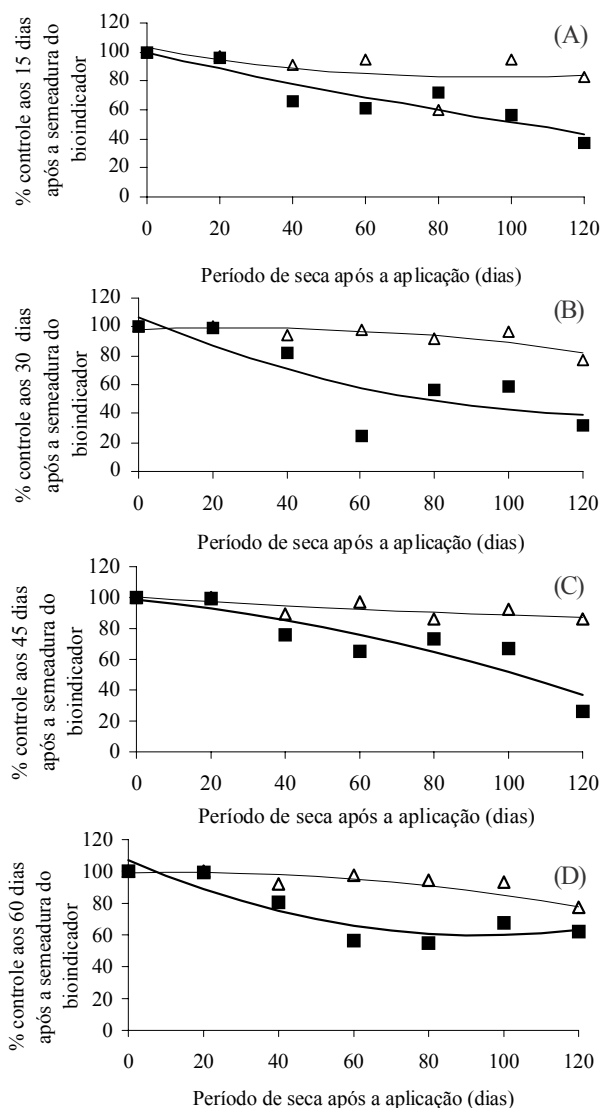 % controle aos 15 dias
após a semeadura do
bioindicador
120
100
80
60
40
20
0
(A)
0 20 40 60 80 100 120
Período de seca após a aplicação (dias)
% controle aos 30 dias
após a semeadura do
bioindicador
120
100
80
60
40
20
0
(B)
0 20 40 60 80 100 120
Período de seca após a aplicação (dias)
% controle aos 45 dias
após a semeadura do
bioindicador
120
100
80
60
40
20
0
(C)
0 20 40 60 80 100 120
Período de seca após a aplicação (dias)
% controle aos 60 dias
após a semeadura do
bioindicador
120
100
80
60
40
20
0
(D)
0 20 40 60 80 100 120
Período de seca após a aplicação (dias)